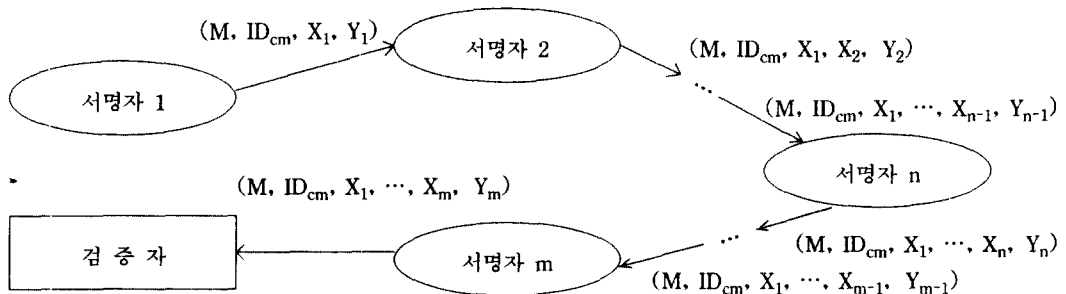 (M, ID_cm, X_1, Y_1)
서명자 1
서명자 2
(M, ID_cm, X_1, X_2, Y_2)
...
(M, ID_cm, X_1, ..., X_n-1, Y_n-1)
서명자 n
(M, ID_cm, X_1, ..., X_m, Y_m)
검 증 자
서명자 m
...
(M, ID_cm, X_1, ..., X_n, Y_n)
(M, ID_cm, X_1, ..., X_m-1, Y_m-1)